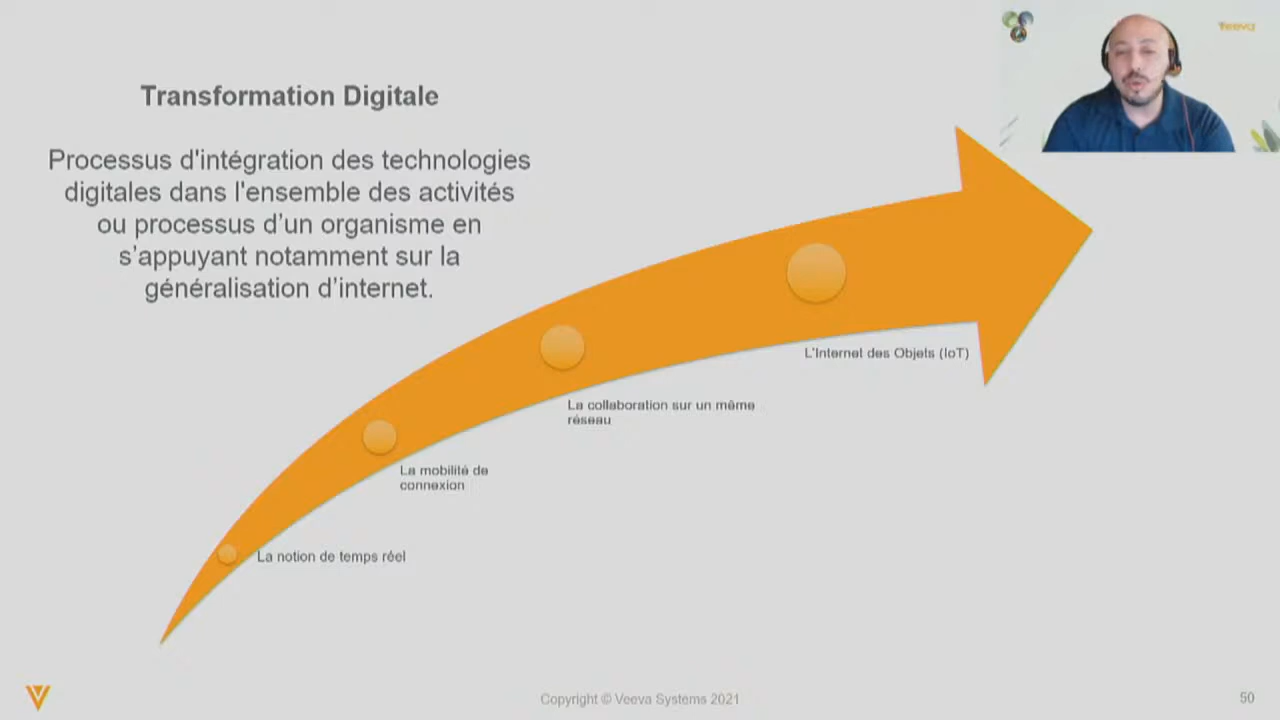 Veeva
Transformation Digitale
Processus d'intégration des technologies
digitales dans l'ensemble des activités
ou processus d’un organisme en
s’appuyant notamment sur la
généralisation d’internet.
L'Internet des Objets (IoT)
La collaboration sur un même
réseau
La mobilité de
connexion
La notion de temps réel
Copyright © Veeva Systems 2021
50